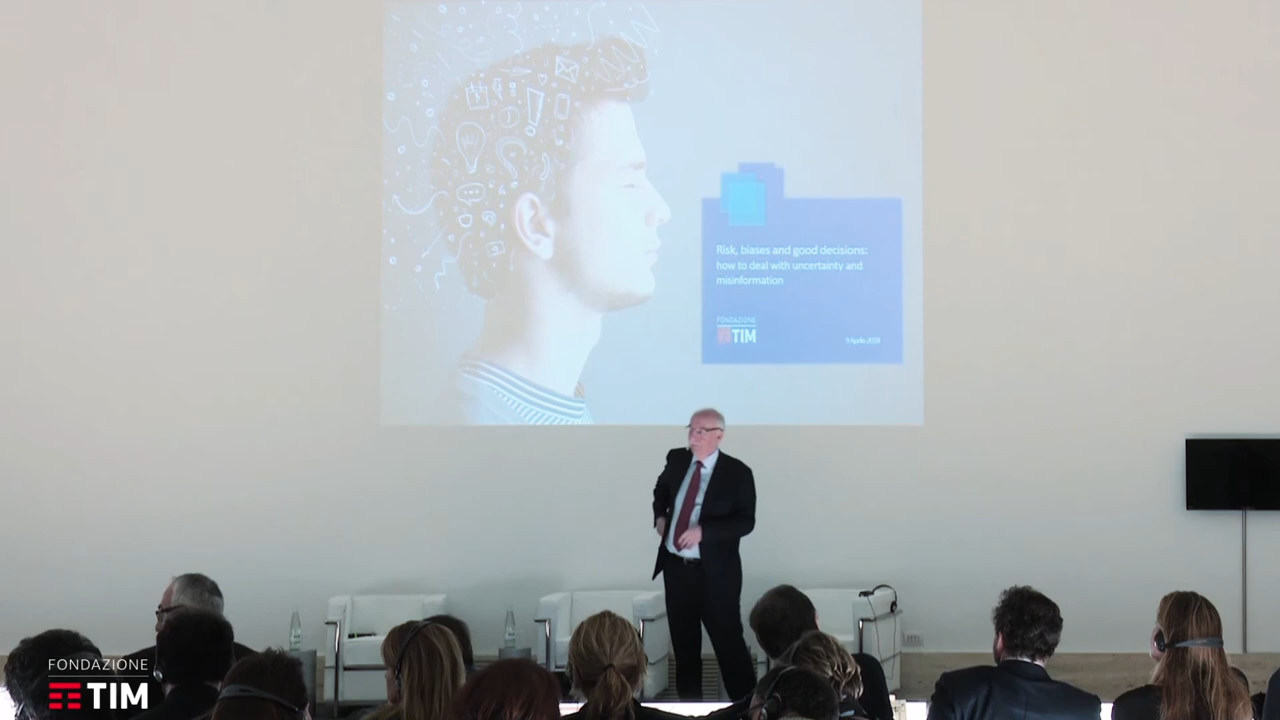 Risk, biases and good decisions:
how to deal with uncertainty and
misinformation
FONDAZIONE
TIM
9 Aprile 2018
FONDAZIONE
TIM